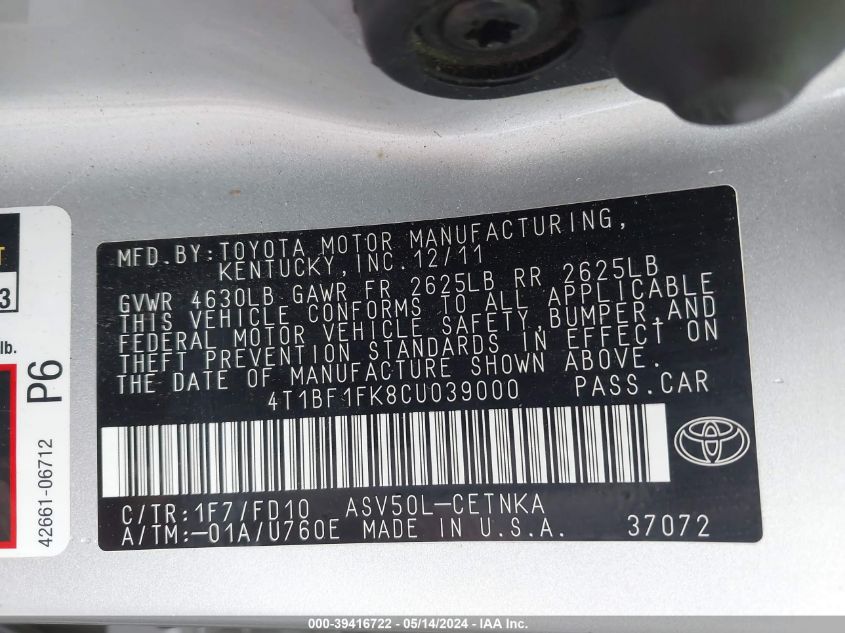 T
3
lb.
P6
42661-06712
MFD.BY:TOYOTA MOTOR MANUFACTURING,
KENTUCKY,INC.12/11
GVWR 4630LB GAWR FR 2625LB RR 2625LB
THIS VEHICLE CONFORMS TO ALL APPLICABLE
FEDERAL MOTOR VEHICLE SAFETY,BUMPER,AND
THEFT PREVENTION STANDARDS IN EFFECT ON
THE DATE OF MANUFACTURE SHOWN ABOVE.
4T1BF1FK8CU039000 PASS.CAR
C/TR:1F7/FD10 ASV50L-CETNKA
A/TM:-01A/U760E MADE IN U.S.A. 37072
000-39416722 - 05/14/2024 - IAA Inc.